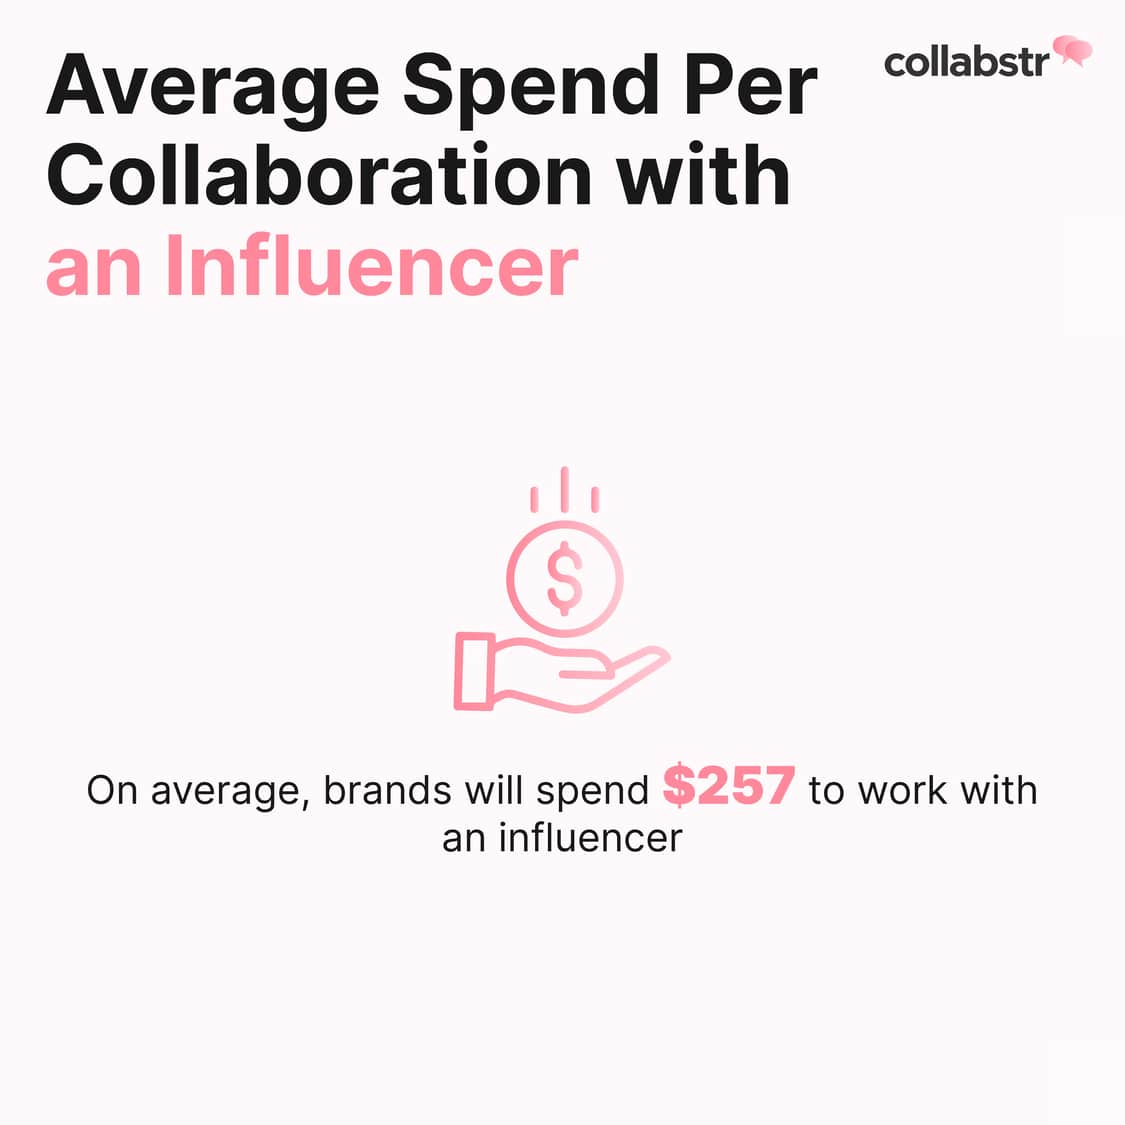 Average Spend Per
Collaboration with
an Influencer
collabstr
On average, brands will spend $257 to work with
an influencer